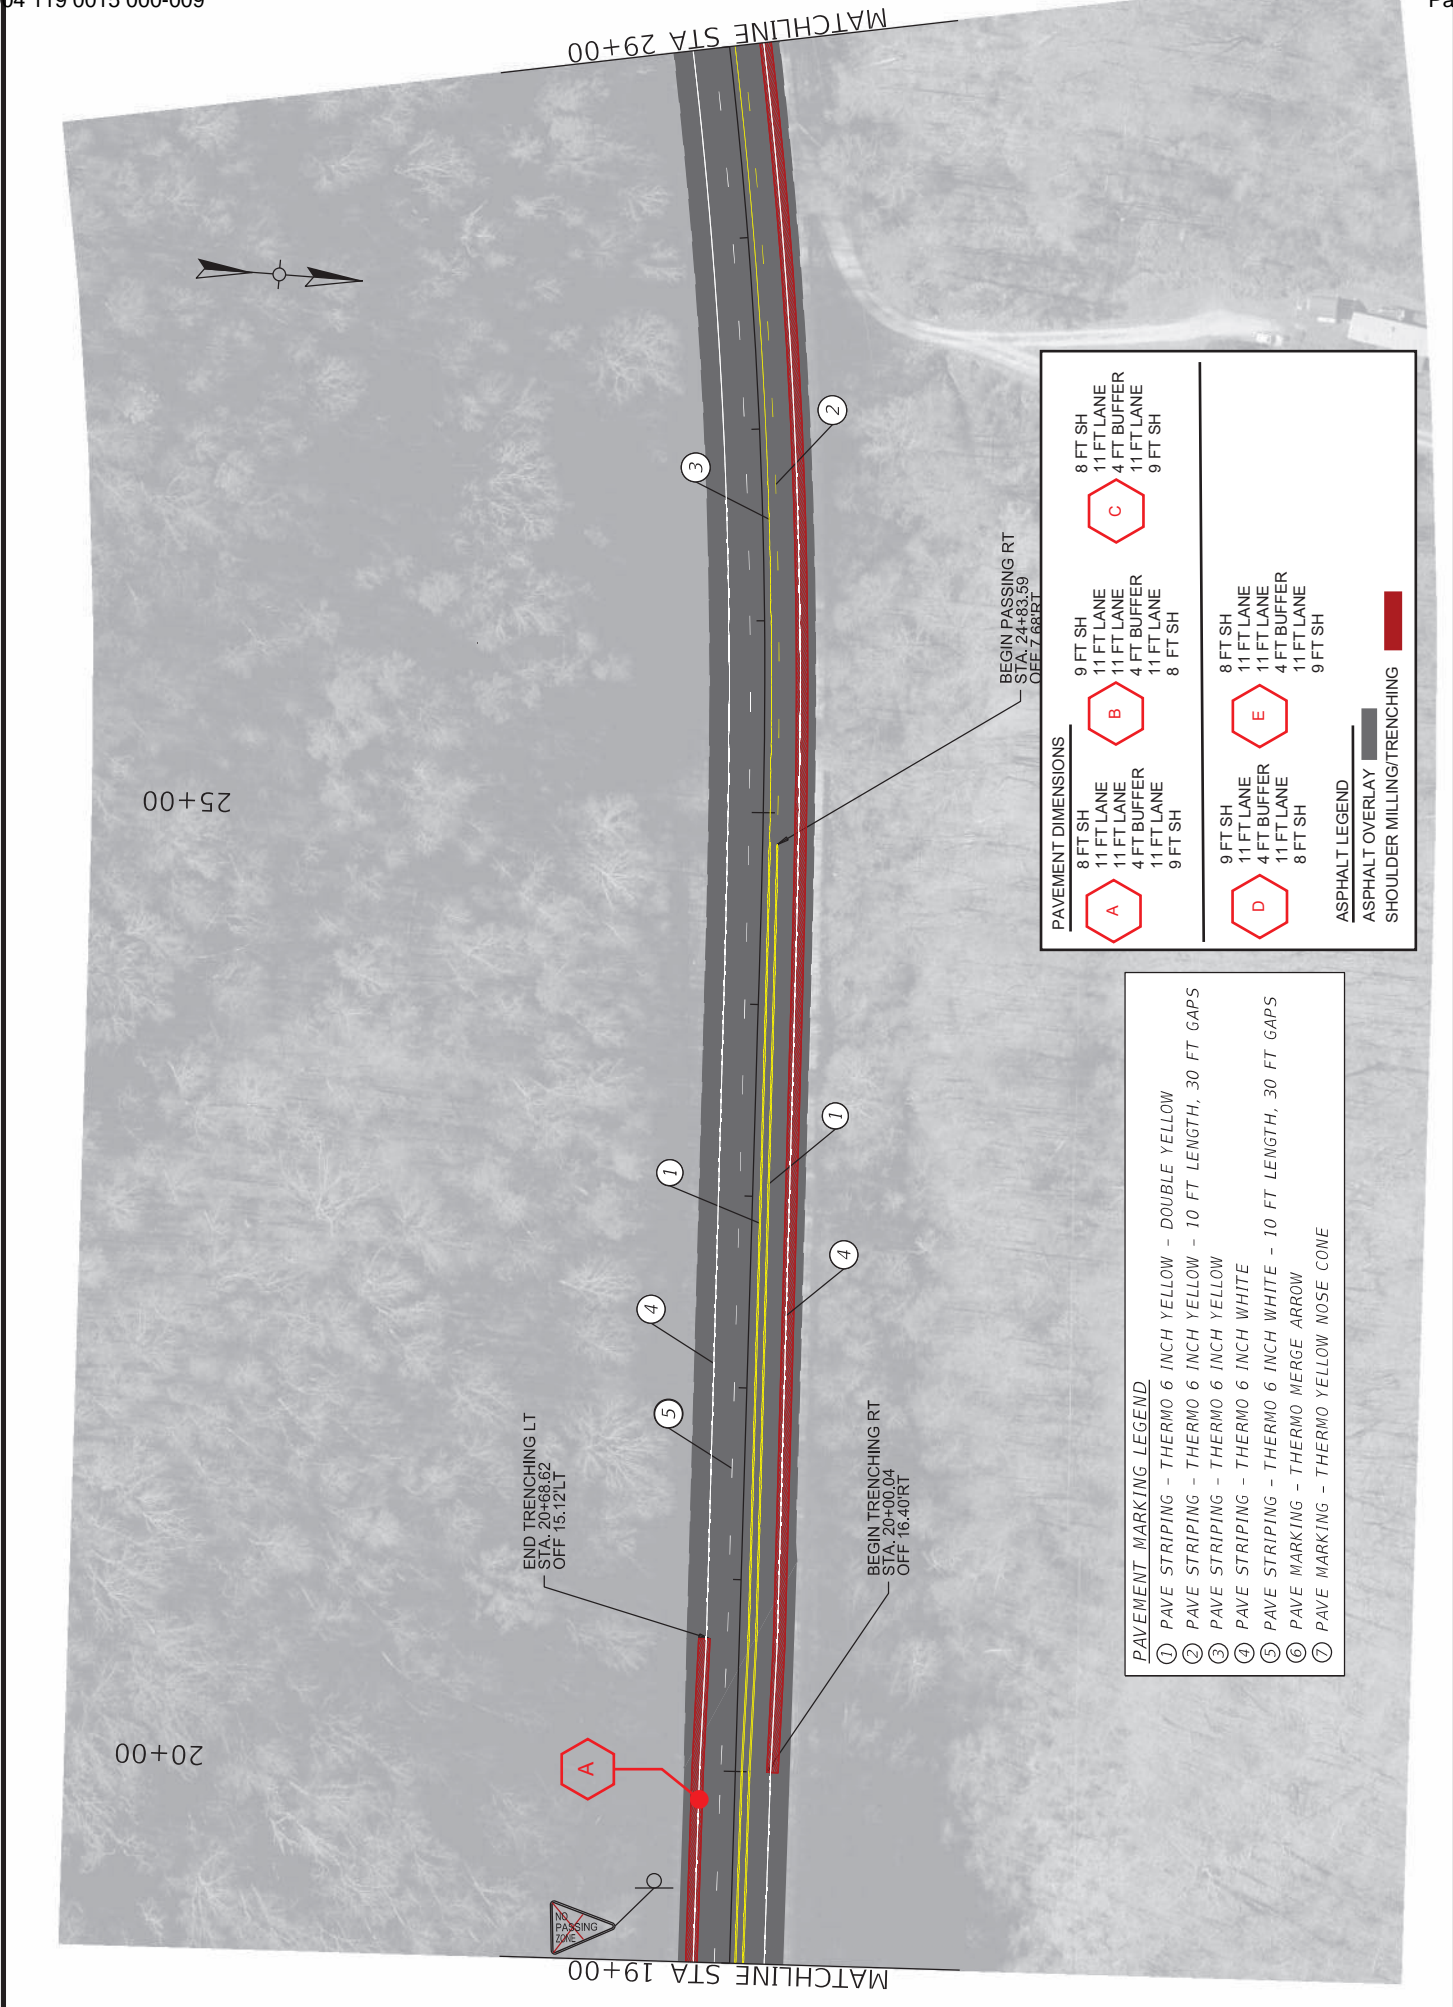 04 119 0015 000-009
Pa
MATCHLINE STA 29+00
25+00
20+00
MATCHLINE STA 19+00
3
2
1
1
4
4
5
BEGIN PASSING RT
STA. 24+83.59
OFF 7.68'RT
END TRENCHING LT
STA. 20+68.62
OFF 15.12'LT
BEGIN TRENCHING RT
STA. 20+00.04
OFF 16.40'RT
A
NO
PASSING
ZONE
PAVEMENT DIMENSIONS
A
8 FT SH
11 FT LANE
11 FT LANE
4 FT BUFFER
11 FT LANE
9 FT SH
B
9 FT SH
11 FT LANE
11 FT LANE
4 FT BUFFER
11 FT LANE
8 FT SH
C
8 FT SH
11 FT LANE
4 FT BUFFER
11 FT LANE
9 FT SH
D
9 FT SH
11 FT LANE
4 FT BUFFER
11 FT LANE
8 FT SH
E
8 FT SH
11 FT LANE
11 FT LANE
4 FT BUFFER
11 FT LANE
9 FT SH
ASPHALT LEGEND
ASPHALT OVERLAY
SHOULDER MILLING/TRENCHING
PAVEMENT MARKING LEGEND
1 PAVE STRIPING - THERMO 6 INCH YELLOW - DOUBLE YELLOW
2 PAVE STRIPING - THERMO 6 INCH YELLOW - 10 FT LENGTH, 30 FT GAPS
3 PAVE STRIPING - THERMO 6 INCH YELLOW
4 PAVE STRIPING - THERMO 6 INCH WHITE
5 PAVE STRIPING - THERMO 6 INCH WHITE - 10 FT LENGTH, 30 FT GAPS
6 PAVE MARKING - THERMO MERGE ARROW
7 PAVE MARKING - THERMO YELLOW NOSE CONE